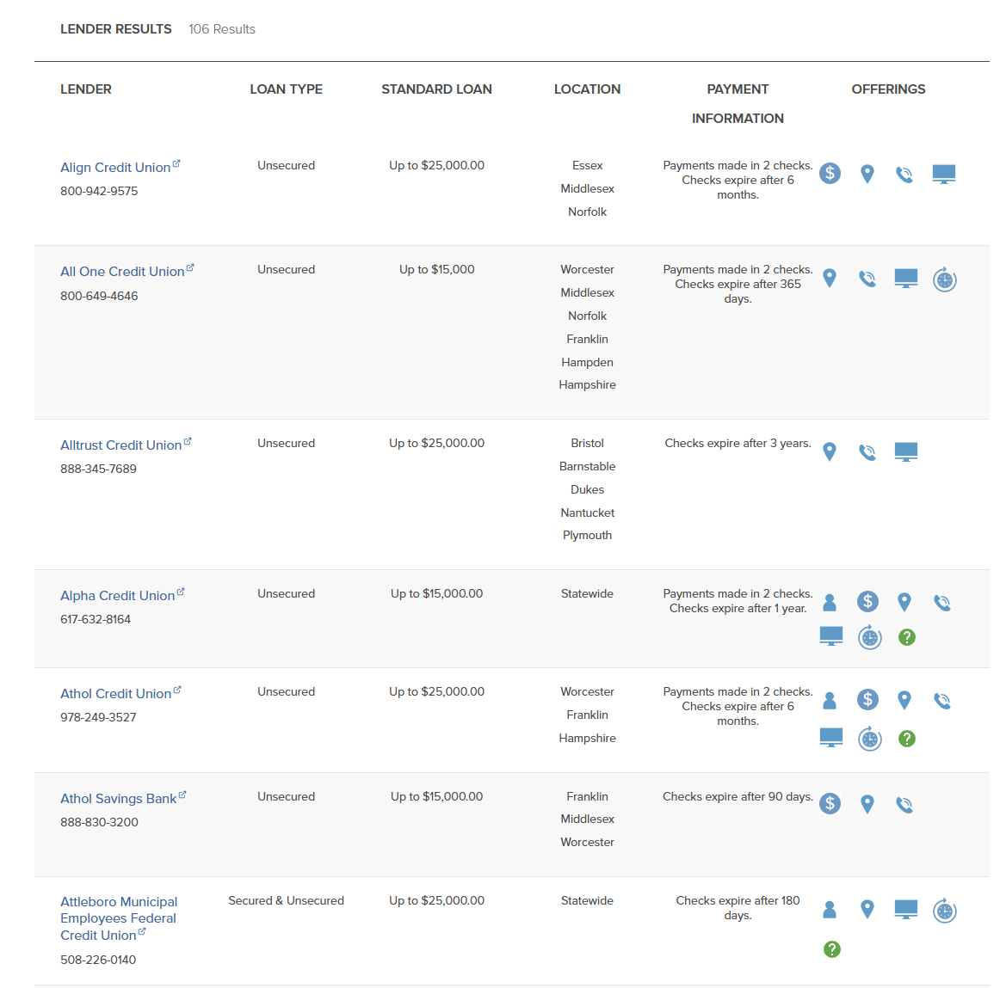 LENDER RESULTS 106 Results
LENDER LOAN TYPE STANDARD LOAN LOCATION PAYMENT INFORMATION OFFERINGS
Align Credit Union
800-942-9575
Unsecured
Up to $25,000.00
Essex
Middlesex
Norfolk
Payments made in 2 checks.
Checks expire after 6
months.
$
All One Credit Union
800-649-4646
Unsecured
Up to $15,000
Worcester
Middlesex
Norfolk
Franklin
Hampden
Hampshire
Payments made in 2 checks.
Checks expire after 365
days.
Alltrust Credit Union
888-345-7689
Unsecured
Up to $25,000.00
Bristol
Barnstable
Dukes
Nantucket
Plymouth
Checks expire after 3 years.
Alpha Credit Union
617-632-8164
Unsecured
Up to $15,000.00
Statewide
Payments made in 2 checks.
Checks expire after 1 year.
$
?
Athol Credit Union
978-249-3527
Unsecured
Up to $25,000.00
Worcester
Franklin
Hampshire
Payments made in 2 checks.
Checks expire after 6
months.
$
?
Athol Savings Bank
888-830-3200
Unsecured
Up to $15,000.00
Franklin
Middlesex
Worcester
Checks expire after 90 days.
$
Attleboro Municipal
Employees Federal
Credit Union
508-226-0140
Secured & Unsecured
Up to $25,000.00
Statewide
Checks expire after 180
days.
?